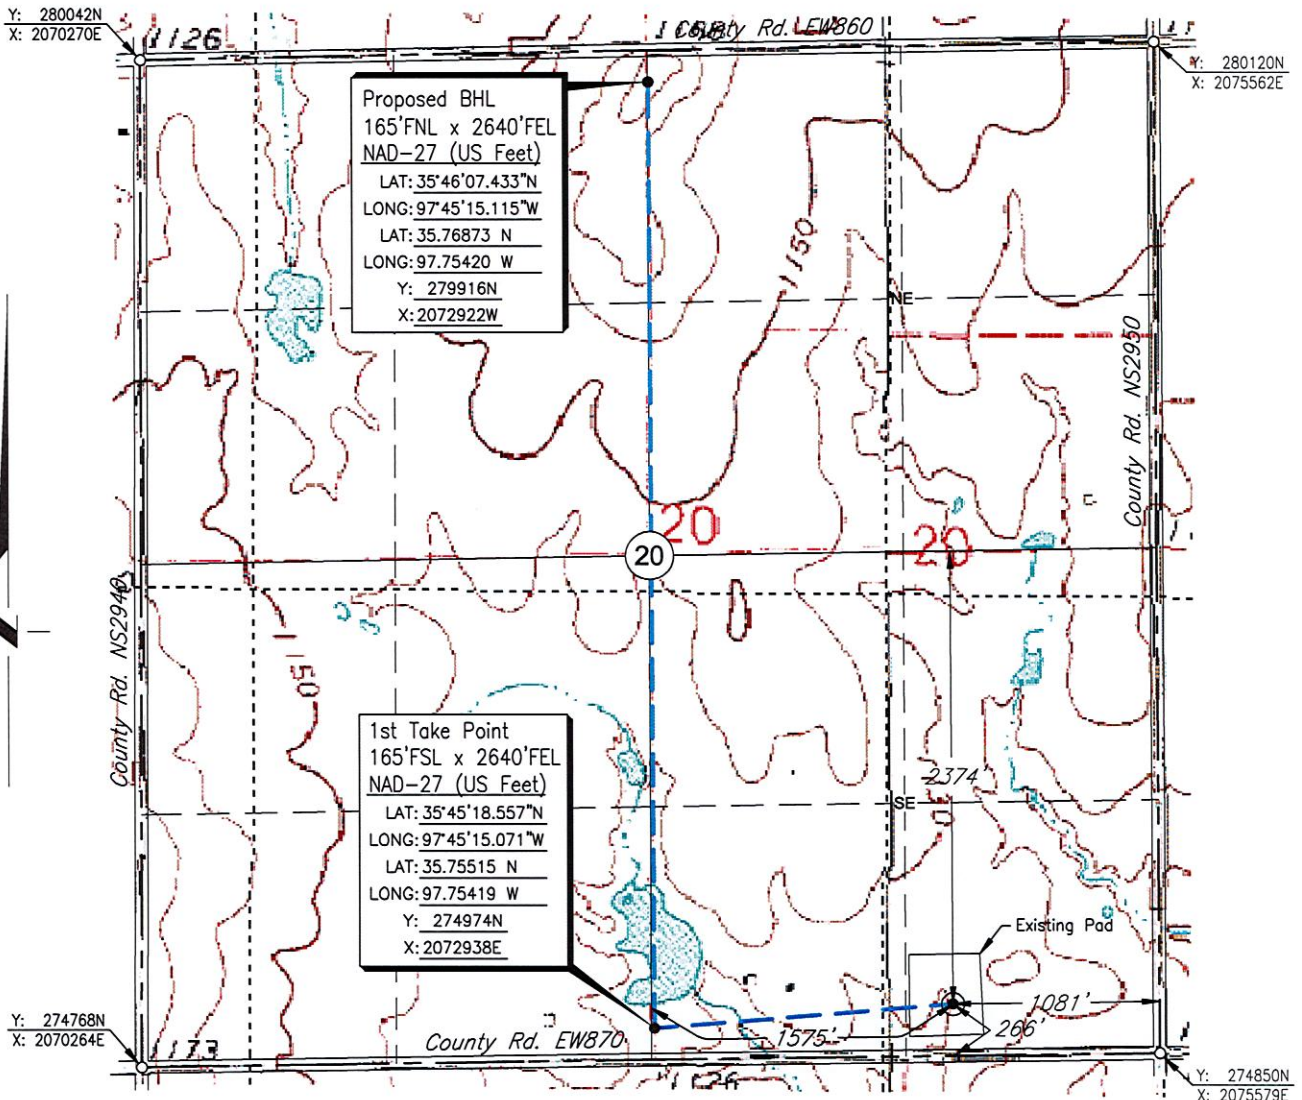 Y: 280042N
X: 2070270E
1126
County Rd. EW860
Y: 280120N
X: 2075562E
Proposed BHL
165'FNL x 2640'FEL
NAD-27 (US Feet)
LAT: 35°46'07.433"N
LONG: 97°45'15.115"W
LAT: 35.76873 N
LONG: 97.75420 W
Y: 279916N
X: 2072922W
1150
NE
County Rd. NS2950
20
20
20
County Rd. NS2940
1150
1st Take Point
165'FSL x 2640'FEL
NAD-27 (US Feet)
LAT: 35°45'18.557"N
LONG: 97°45'15.071"W
LAT: 35.75515 N
LONG: 97.75419 W
Y: 274974N
X: 2072938E
2374'
SE
Existing Pad
1081'
266'
1575'
County Rd. EW870
Y: 274768N
X: 2070264E
1173
1126
Y: 274850N
X: 2075579E